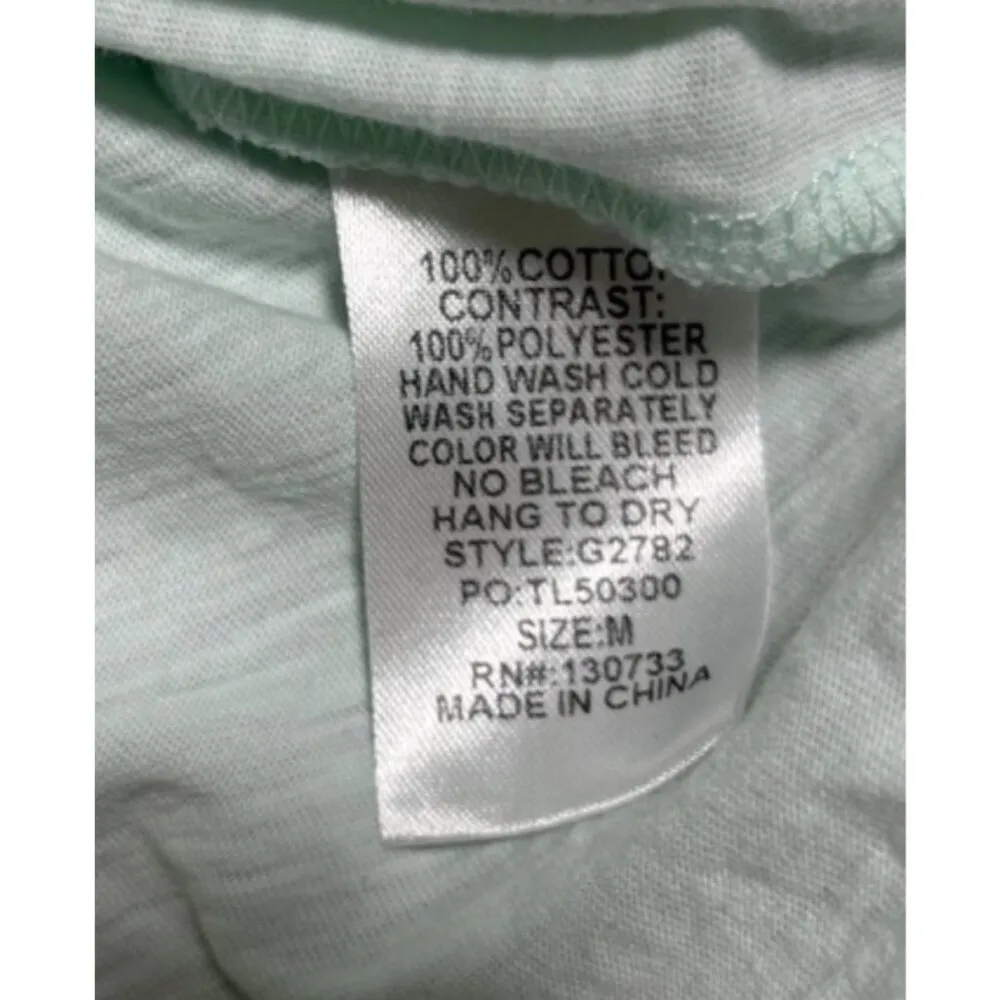 100% COTTON
CONTRAST:
100% POLYESTER
HAND WASH COLD
WASH SEPARATELY
COLOR WILL BLEED
NO BLEACH
HANG TO DRY
STYLE:G2782
PO:TL50300
SIZE:M
RN#:130733
MADE IN CHINA